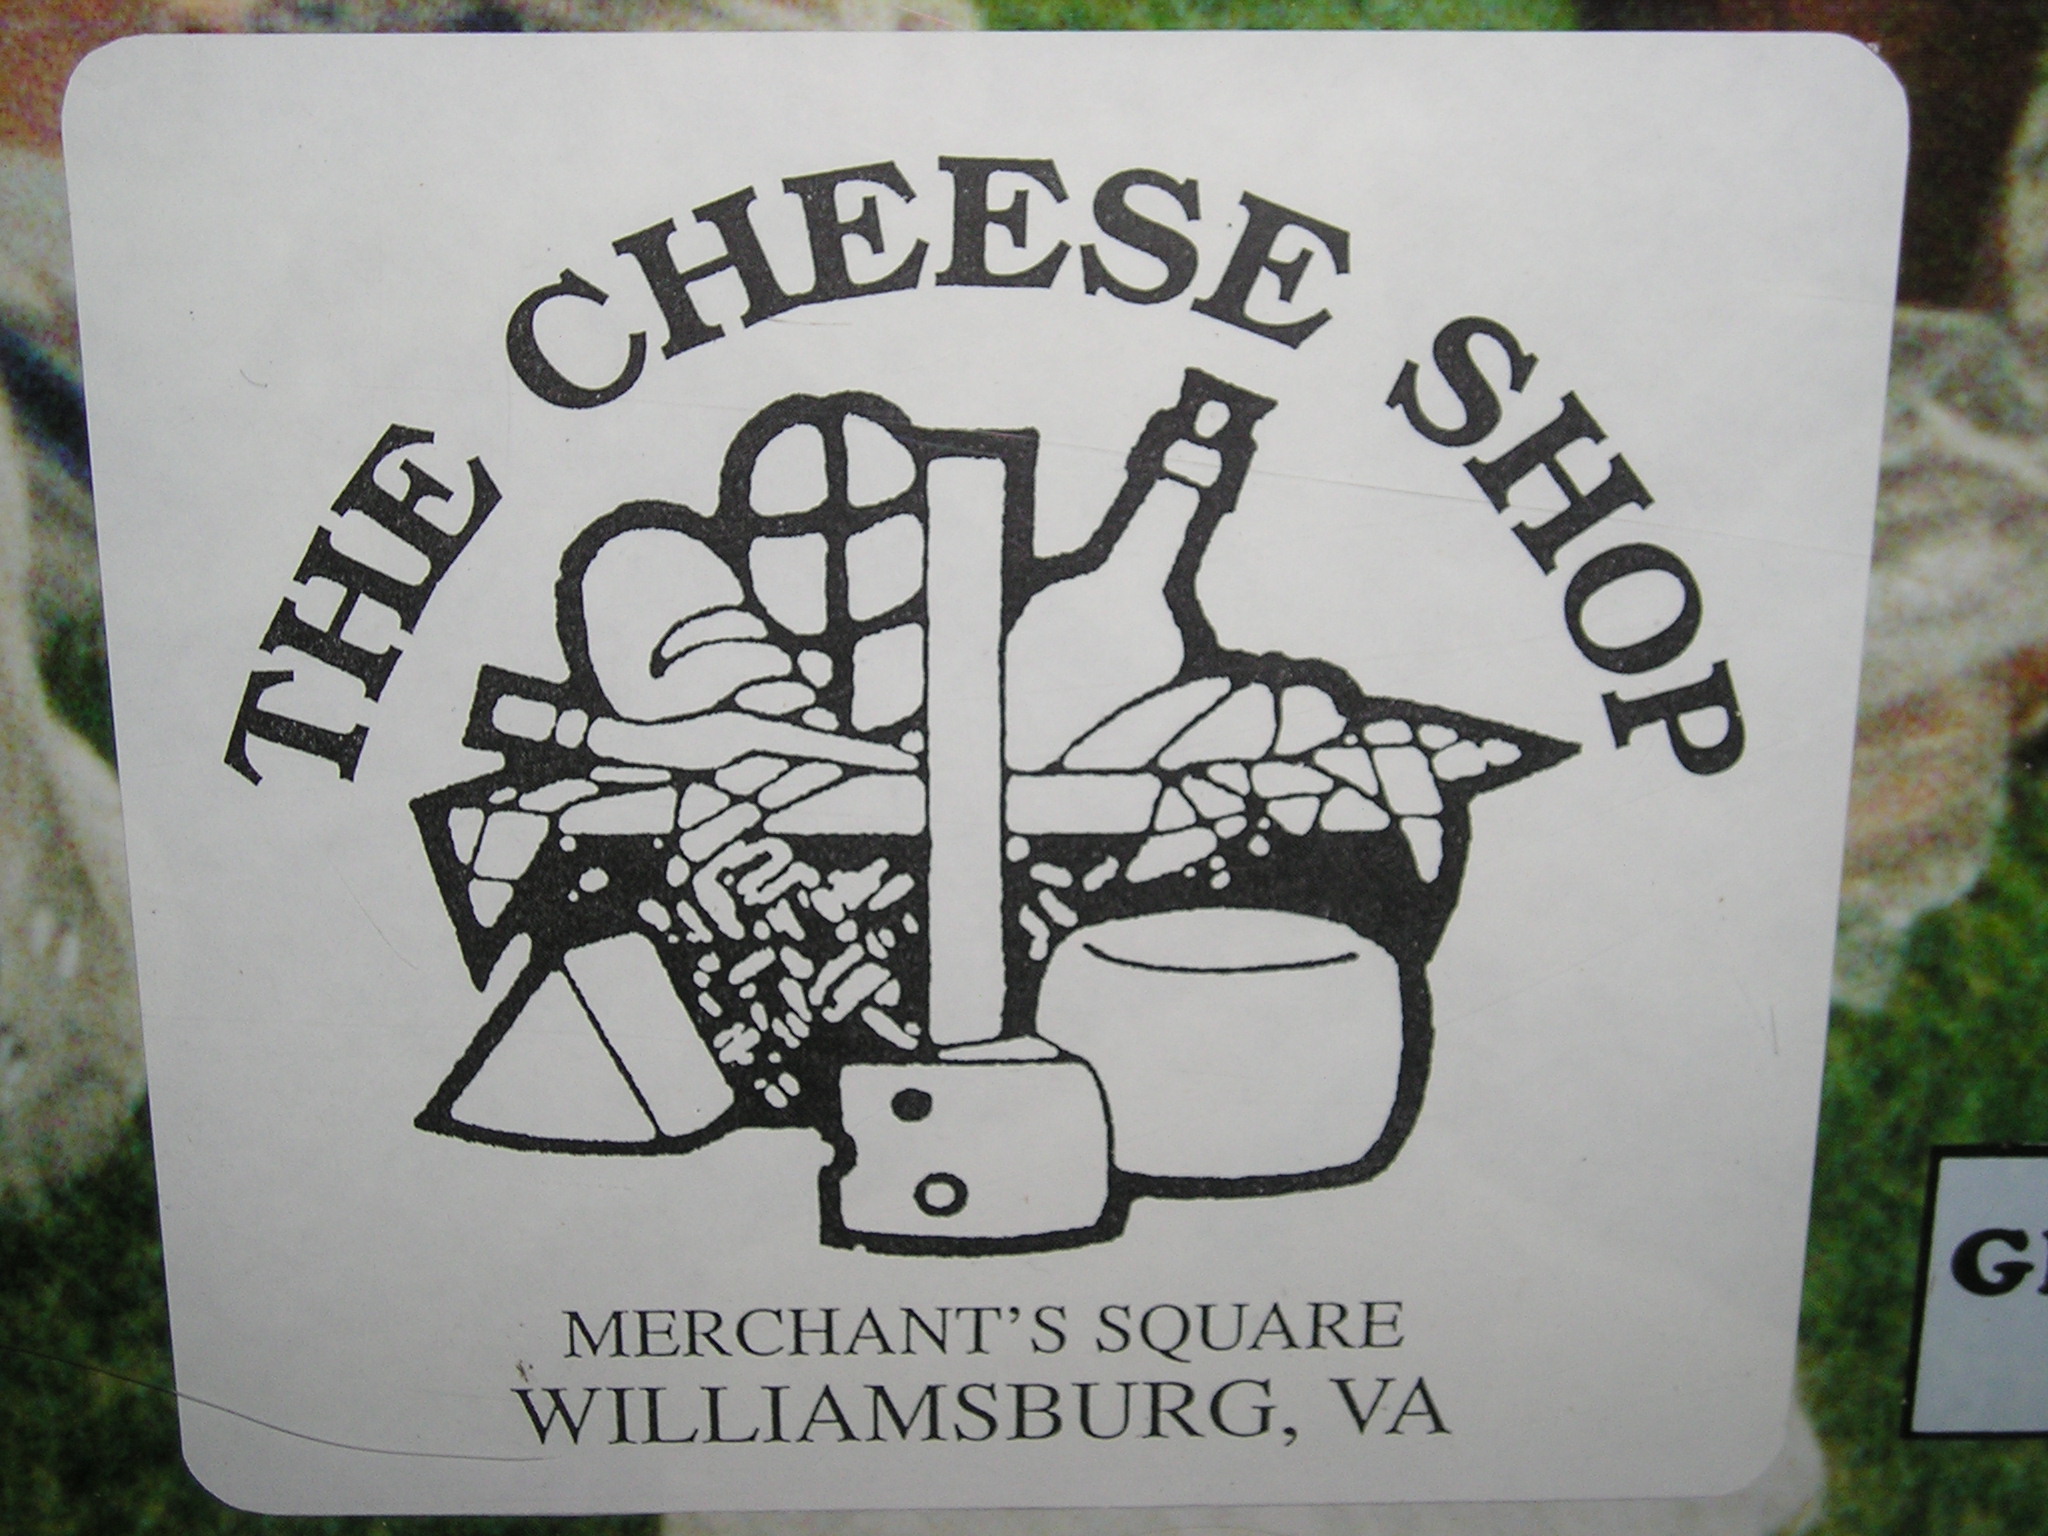 THE CHEESE SHOP
MERCHANT'S SQUARE
WILLIAMSBURG, VA